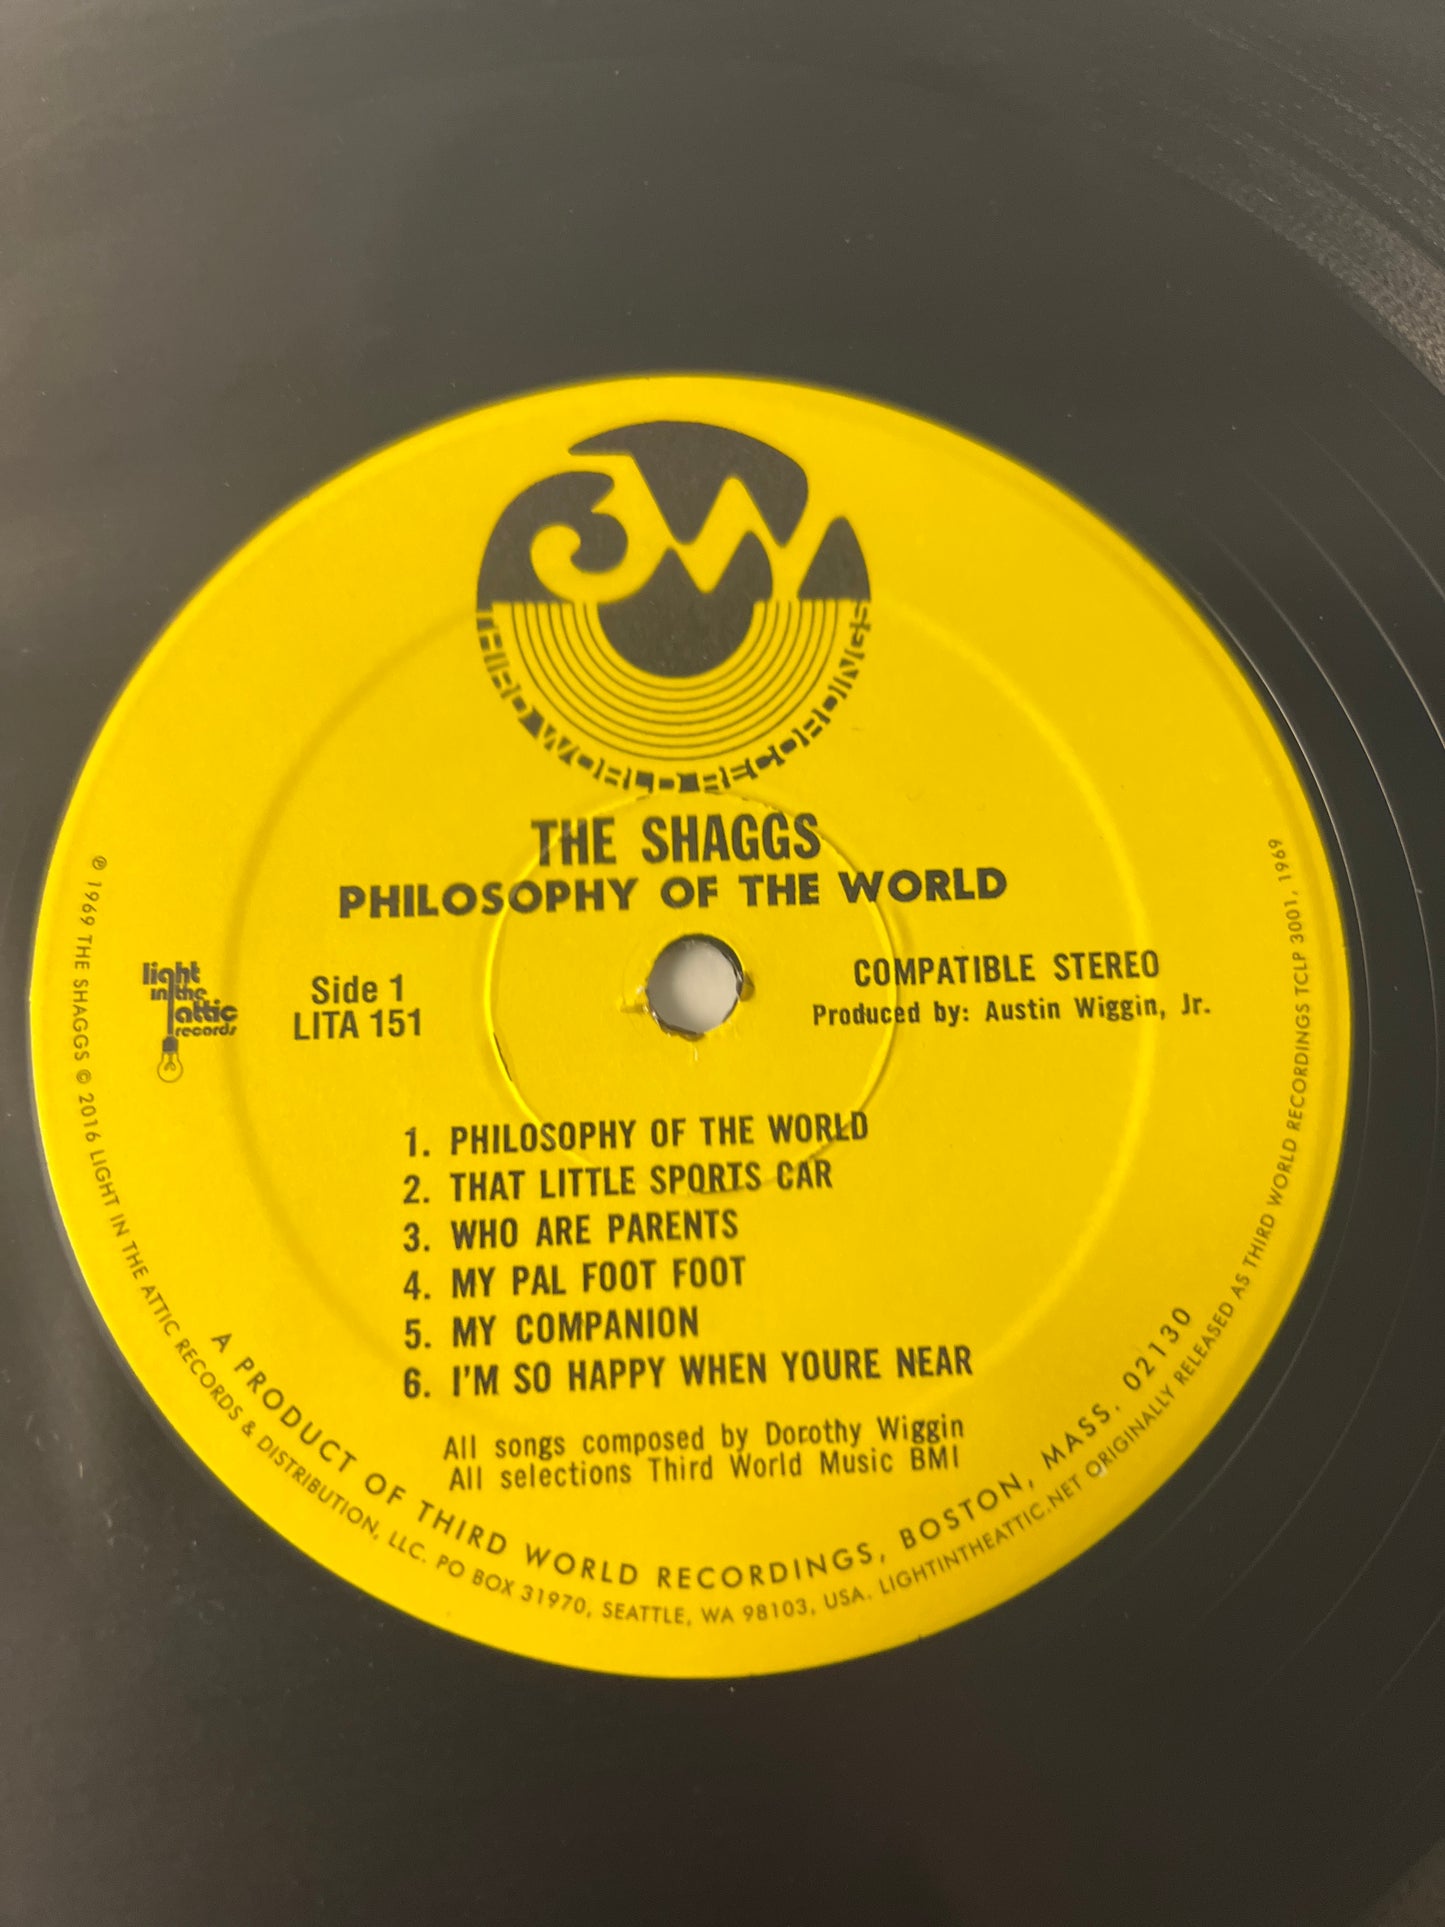 THIRD WORLD RECORDINGS
THE SHAGGS
PHILOSOPHY OF THE WORLD
light
in the
attic
records
Side 1
LITA 151
COMPATIBLE STEREO
Produced by: Austin Wiggin, Jr.
1. PHILOSOPHY OF THE WORLD
2. THAT LITTLE SPORTS CAR
3. WHO ARE PARENTS
4. MY PAL FOOT FOOT
5. MY COMPANION
6. I'M SO HAPPY WHEN YOURE NEAR
All songs composed by Dorothy Wiggin
All selections Third World Music BMI
A PRODUCT OF THIRD WORLD RECORDINGS, BOSTON, MASS. 02130
℗ 1969 THE SHAGGS © 2016 LIGHT IN THE ATTIC RECORDS & DISTRIBUTION, LLC. PO BOX 31970, SEATTLE, WA 98103, USA. LIGHTINTHEATTIC.NET ORIGINALLY RELEASED AS THIRD WORLD RECORDINGS TCLP 3001, 1969